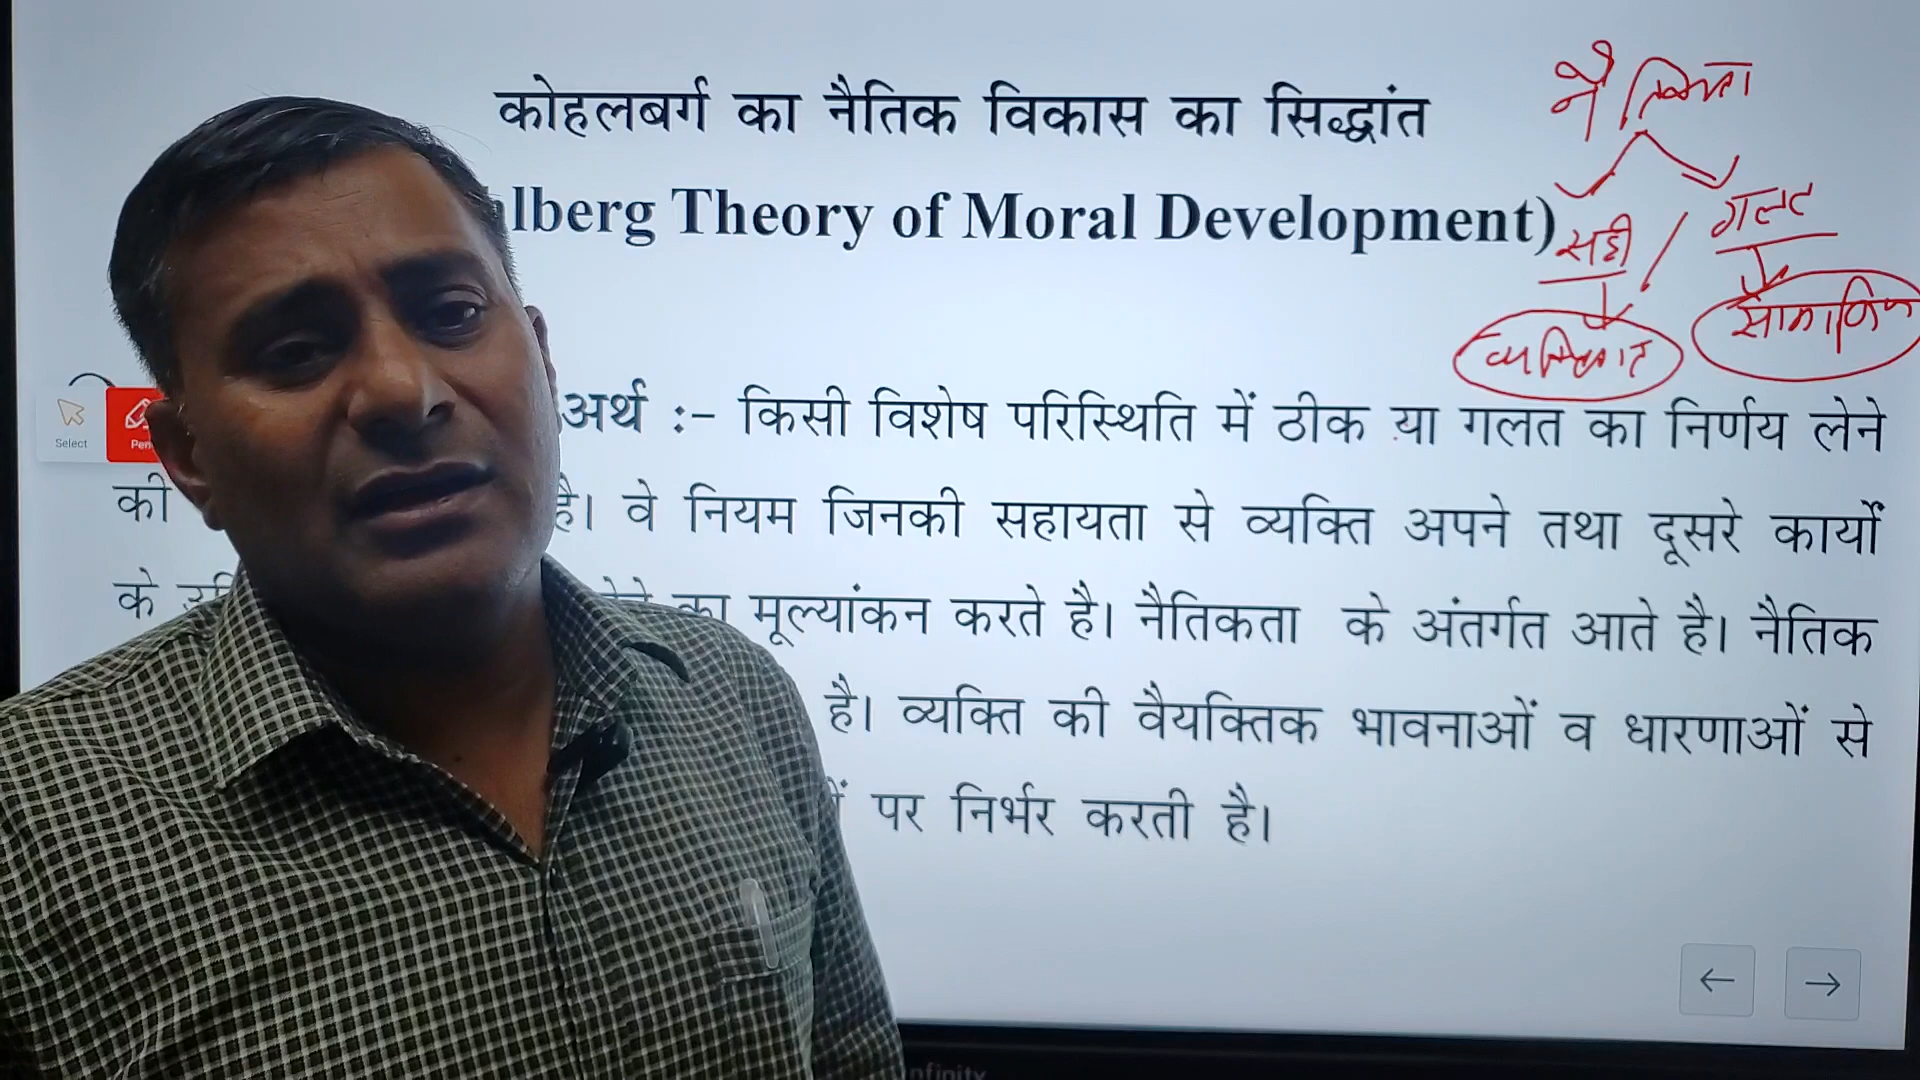 कोहलबर्ग का नैतिक विकास का सिद्धांत
lberg Theory of Moral Development)
नैतिकता
सही / गलत
व्यक्तिगत सामाजिक
Select
Pen
अर्थ :– किसी विशेष परिस्थिति में ठीक या गलत का निर्णय लेने
की है। वे नियम जिनकी सहायता से व्यक्ति अपने तथा दूसरे कार्यों
के का मूल्यांकन करते है। नैतिकता के अंतर्गत आते है। नैतिक
है। व्यक्ति की वैयक्तिक भावनाओं व धारणाओं से
पर निर्भर करती है।
← →